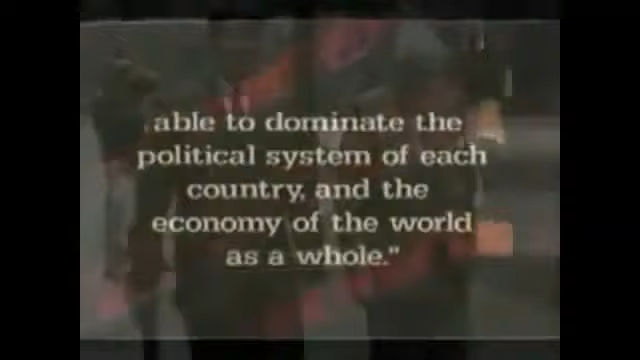 able to dominate the
political system of each
country, and the
economy of the world
as a whole."